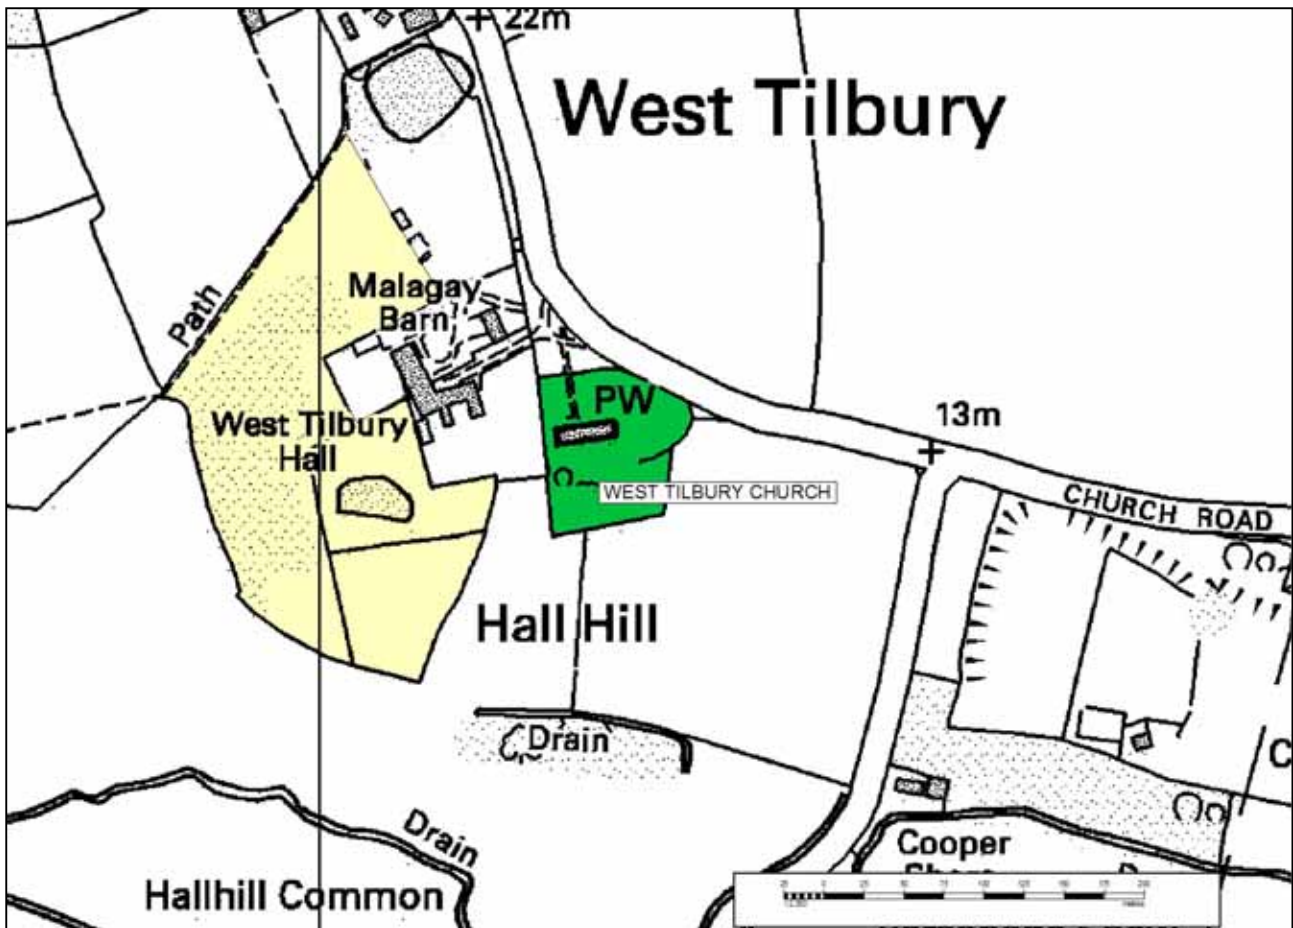 22m
West Tilbury
Malagay
Barn
Path
PW
West Tilbury
Hall
13m
WEST TILBURY CHURCH
CHURCH ROAD
Hall Hill
Drain
C
Drain
Cooper
Hallhill Common